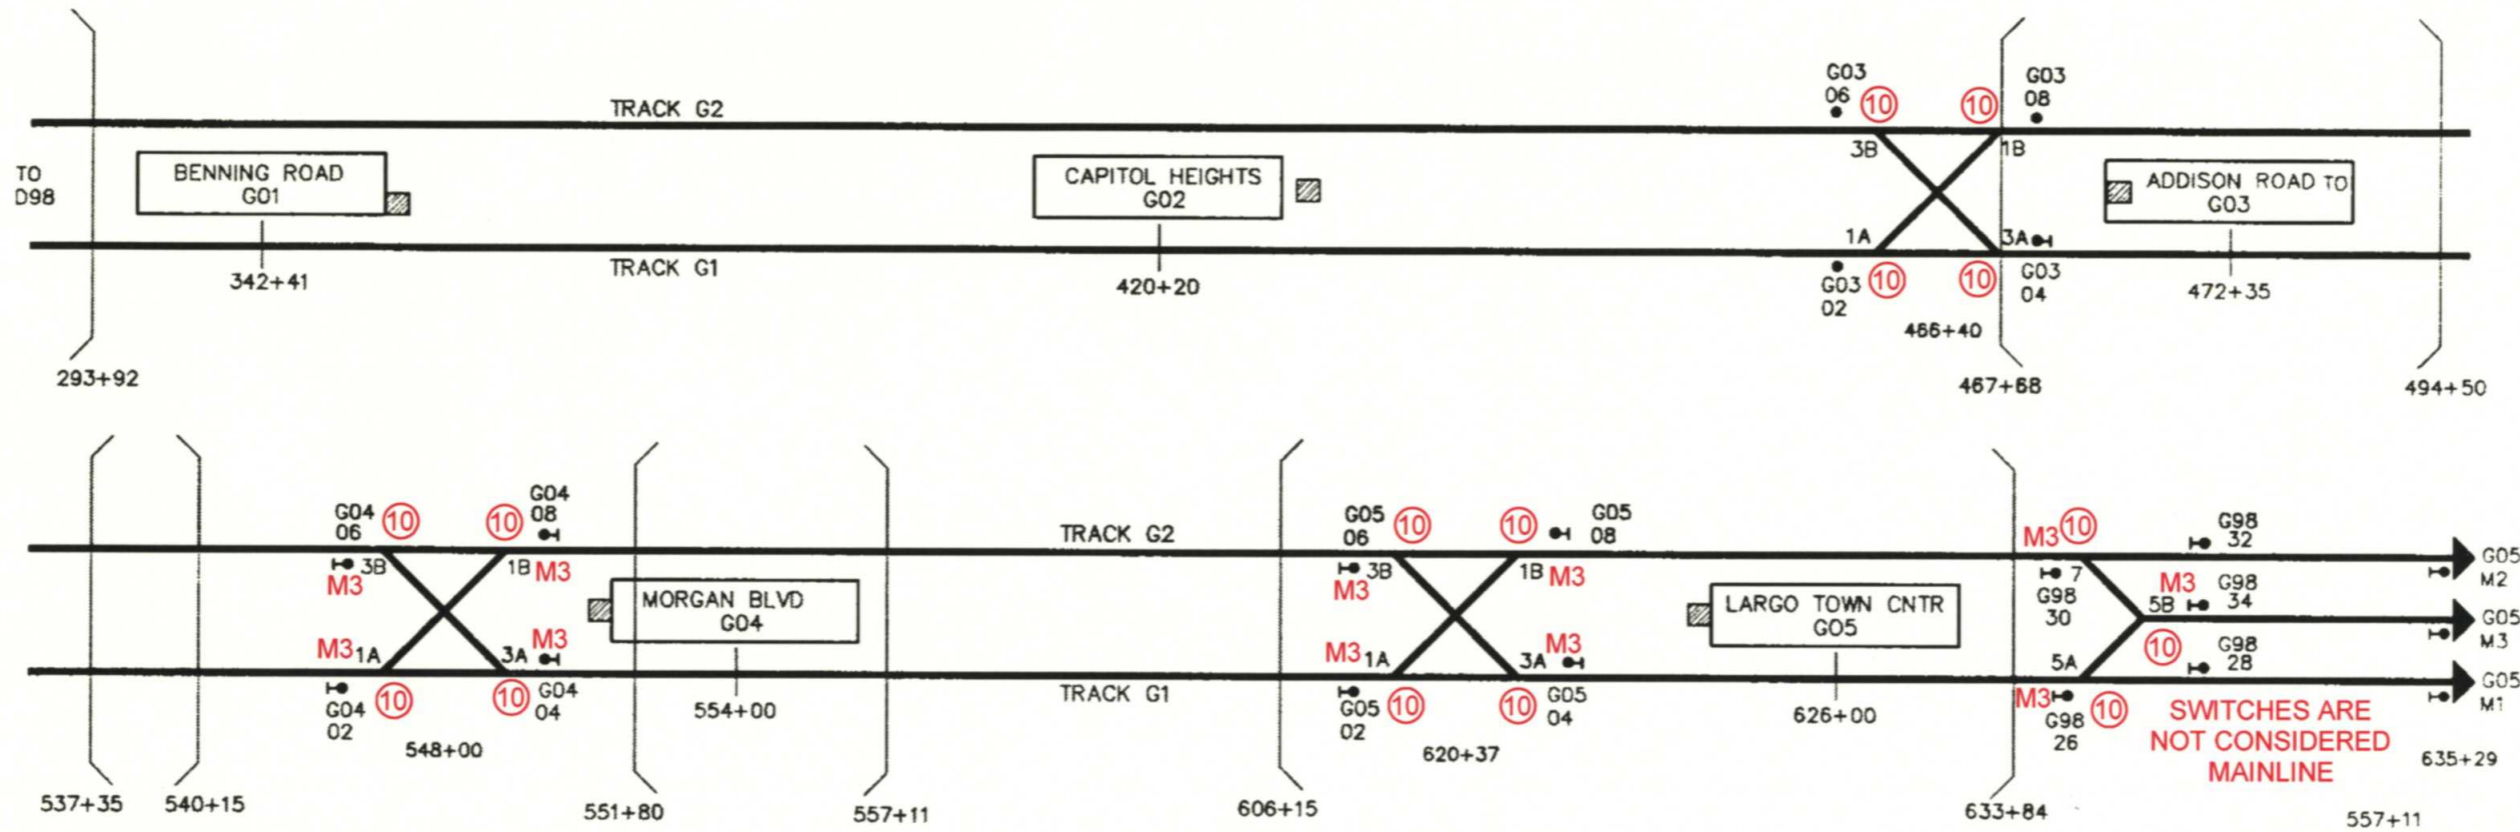 TRACK G2
TO
D98
BENNING ROAD
G01
CAPITOL HEIGHTS
G02
G03
06
10
10
G03
08
3B
1B
ADDISON ROAD TO
G03
1A
3A
342+41
TRACK G1
420+20
G03
02
10
10
G03
04
472+35
466+40
293+92
467+68
494+50
G04
06
10
10
G04
08
3B
1B
M3
M3
TRACK G2
MORGAN BLVD
G04
M3
1A
3A
M3
G04
02
10
10
G04
04
548+00
554+00
TRACK G1
G05
06
10
10
G05
08
3B
1B
M3
M3
LARGO TOWN CNTR
G05
M3
1A
3A
M3
G05
02
10
10
G05
04
620+37
626+00
M3
10
G98
32
G05
M2
7
G98
30
M3
5B
G98
34
G05
M3
10
5A
G98
28
G05
M1
M3
G98
26
10
SWITCHES ARE
NOT CONSIDERED
MAINLINE
635+29
537+35
540+15
551+80
557+11
606+15
633+84
557+11